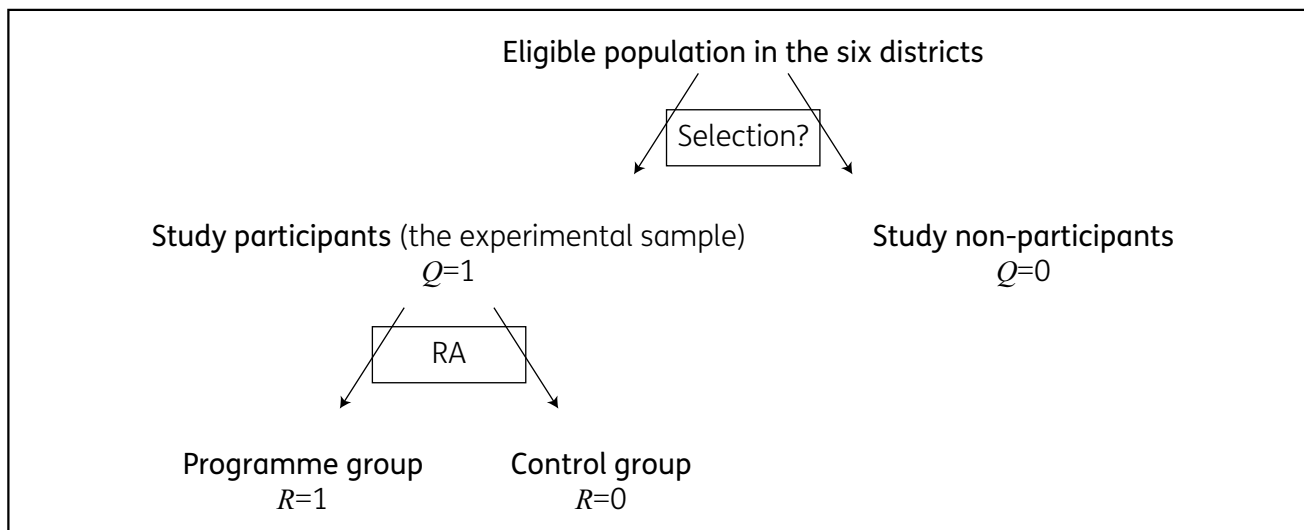 Eligible population in the six districts
Selection?
Study participants (the experimental sample)
Q=1
Study non-participants
Q=0
RA
Programme group
R=1
Control group
R=0